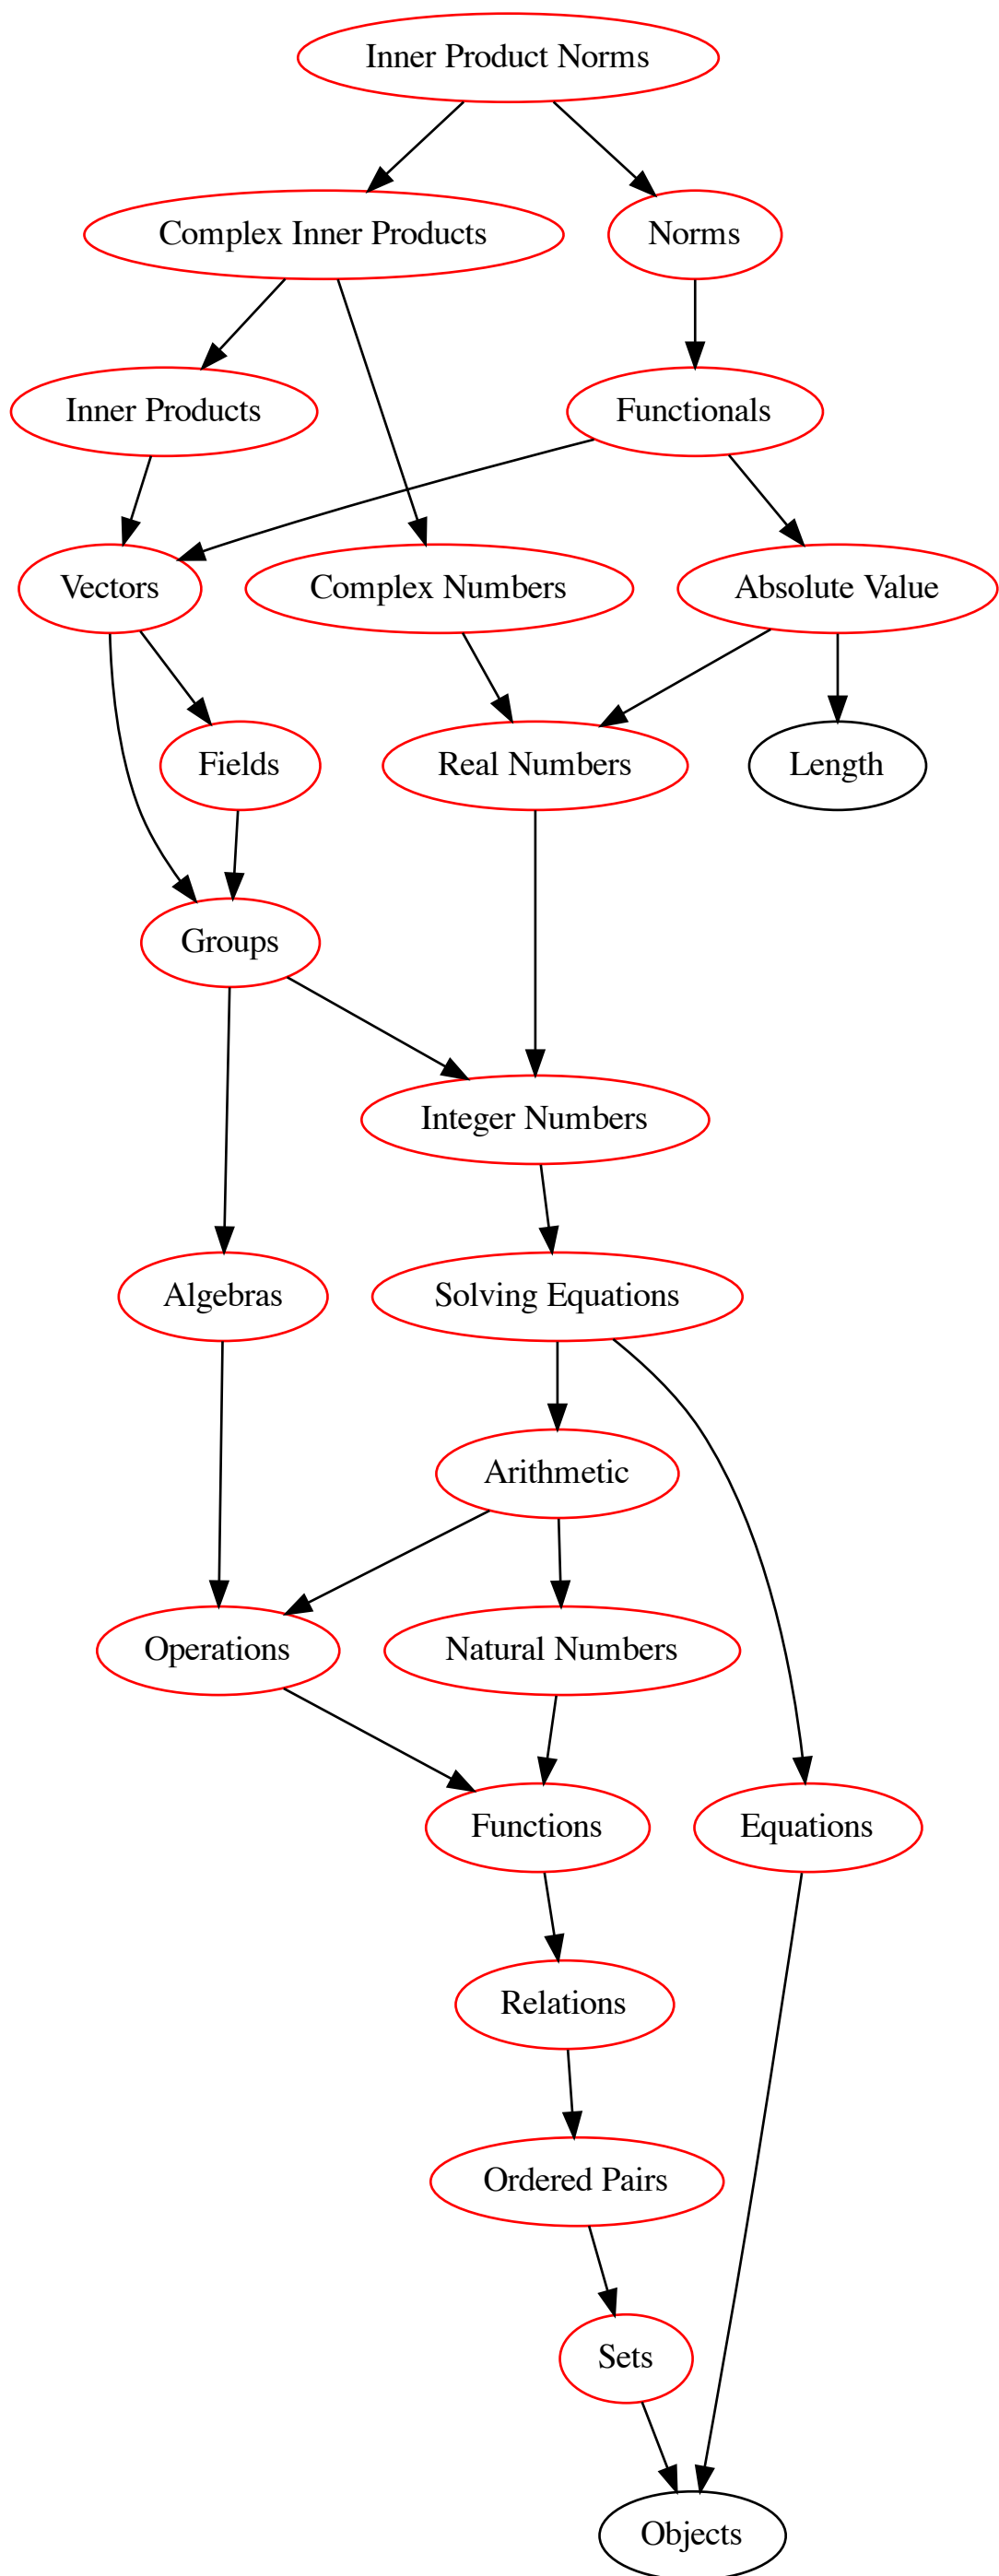 Inner Product Norms
Complex Inner Products
Norms
Inner Products
Functionals
Vectors
Complex Numbers
Absolute Value
Fields
Real Numbers
Length
Groups
Integer Numbers
Algebras
Solving Equations
Arithmetic
Operations
Natural Numbers
Functions
Equations
Relations
Ordered Pairs
Sets
Objects